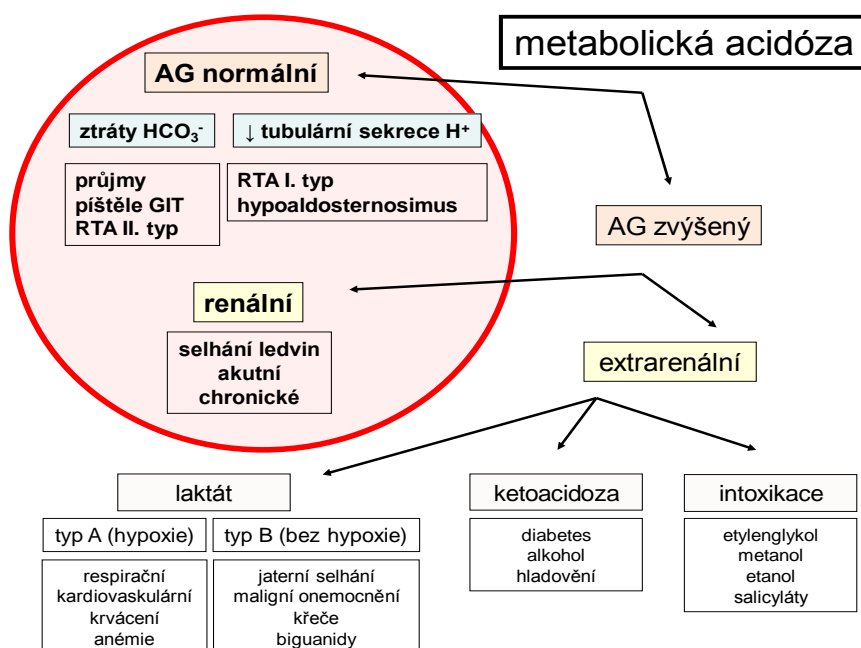 metabolická acidóza
AG normální
ztráty HCO₃⁻
↓ tubulární sekrece H⁺
průjmy
píštěle GIT
RTA II. typ
RTA I. typ
hypoaldosternosimus
AG zvýšený
renální
selhání ledvin
akutní
chronické
extrarenální
laktát
typ A (hypoxie)
typ B (bez hypoxie)
respirační
kardiovaskulární
krvácení
anémie
jaterní selhání
maligní onemocnění
křeče
biguanidy
ketoacidoza
diabetes
alkohol
hladovění
intoxikace
etylenglykol
metanol
etanol
salicyláty